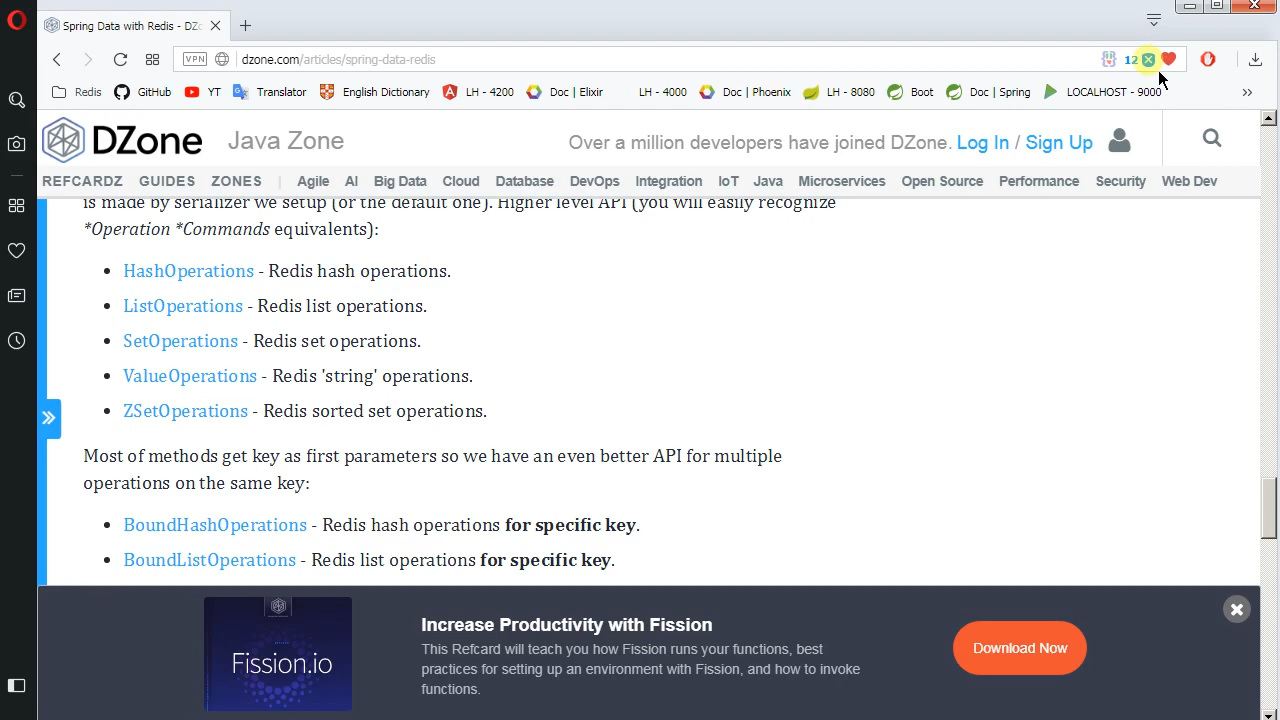 Spring Data with Redis - DZo
VPN
dzone.com/articles/spring-data-redis
12
Redis
GitHub
YT
Translator
English Dictionary
LH - 4200
Doc | Elixir
LH - 4000
Doc | Phoenix
LH - 8080
Boot
Doc | Spring
LOCALHOST - 9000
DZone
Java Zone
Over a million developers have joined DZone. Log In / Sign Up
REFCARDZ GUIDES ZONES | Agile AI Big Data Cloud Database DevOps Integration IoT Java Microservices Open Source Performance Security Web Dev
is made by serializer we setup (or the default one). Higher level API (you will easily recognize
*Operation *Commands equivalents):
• HashOperations - Redis hash operations.
• ListOperations - Redis list operations.
• SetOperations - Redis set operations.
• ValueOperations - Redis 'string' operations.
• ZSetOperations - Redis sorted set operations.
Most of methods get key as first parameters so we have an even better API for multiple
operations on the same key:
• BoundHashOperations - Redis hash operations for specific key.
• BoundListOperations - Redis list operations for specific key.
Fission.io
Increase Productivity with Fission
This Refcard will teach you how Fission runs your functions, best
practices for setting up an environment with Fission, and how to invoke
functions.
Download Now